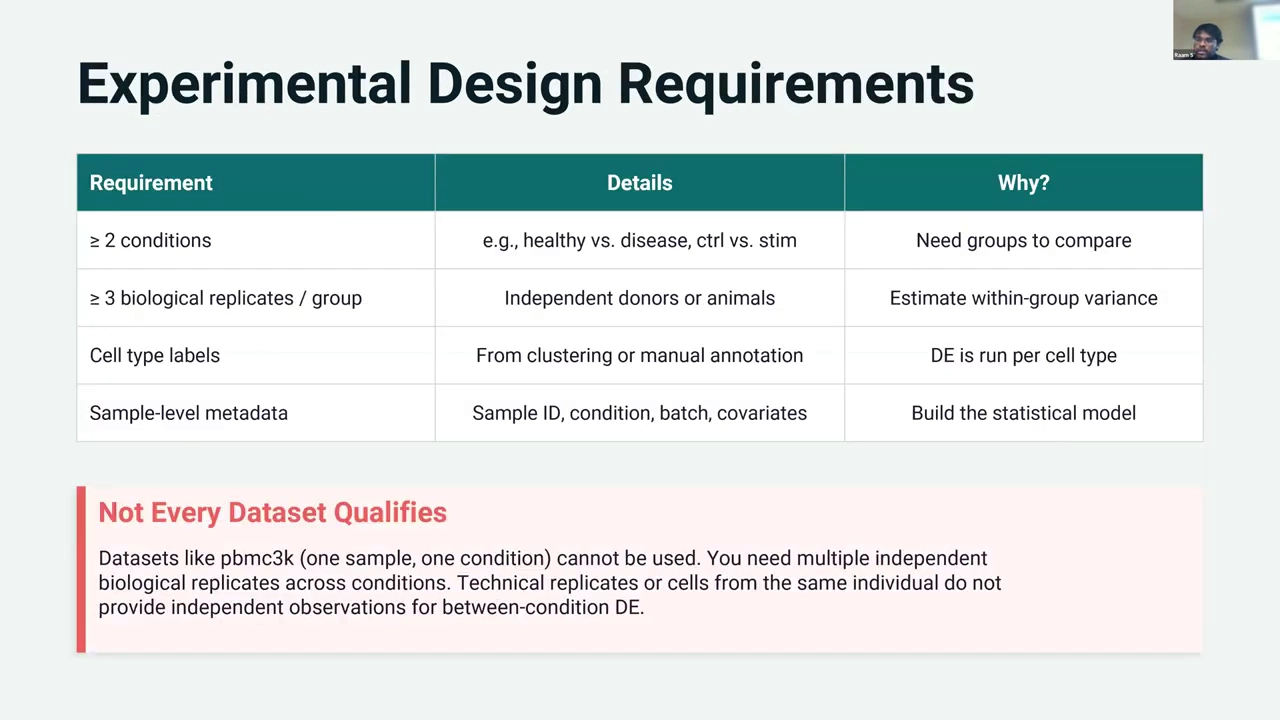 Raam S
Experimental Design Requirements
Requirement Details Why?
≥ 2 conditions e.g., healthy vs. disease, ctrl vs. stim Need groups to compare
≥ 3 biological replicates / group Independent donors or animals Estimate within-group variance
Cell type labels From clustering or manual annotation DE is run per cell type
Sample-level metadata Sample ID, condition, batch, covariates Build the statistical model
Not Every Dataset Qualifies
Datasets like pbmc3k (one sample, one condition) cannot be used. You need multiple independent
biological replicates across conditions. Technical replicates or cells from the same individual do not
provide independent observations for between-condition DE.